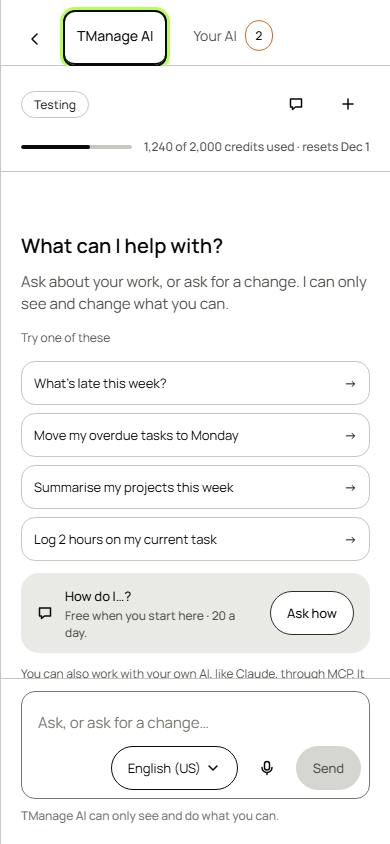 TManage AI
Your AI 2
Testing
1,240 of 2,000 credits used · resets Dec 1
What can I help with?
Ask about your work, or ask for a change. I can only
see and change what you can.
Try one of these
What's late this week? →
Move my overdue tasks to Monday →
Summarise my projects this week →
Log 2 hours on my current task →
How do I…?
Free when you start here · 20 a
day.
Ask how
You can also work with your own AI, like Claude, through MCP. It
Ask, or ask for a change…
English (US)
Send
TManage AI can only see and do what you can.